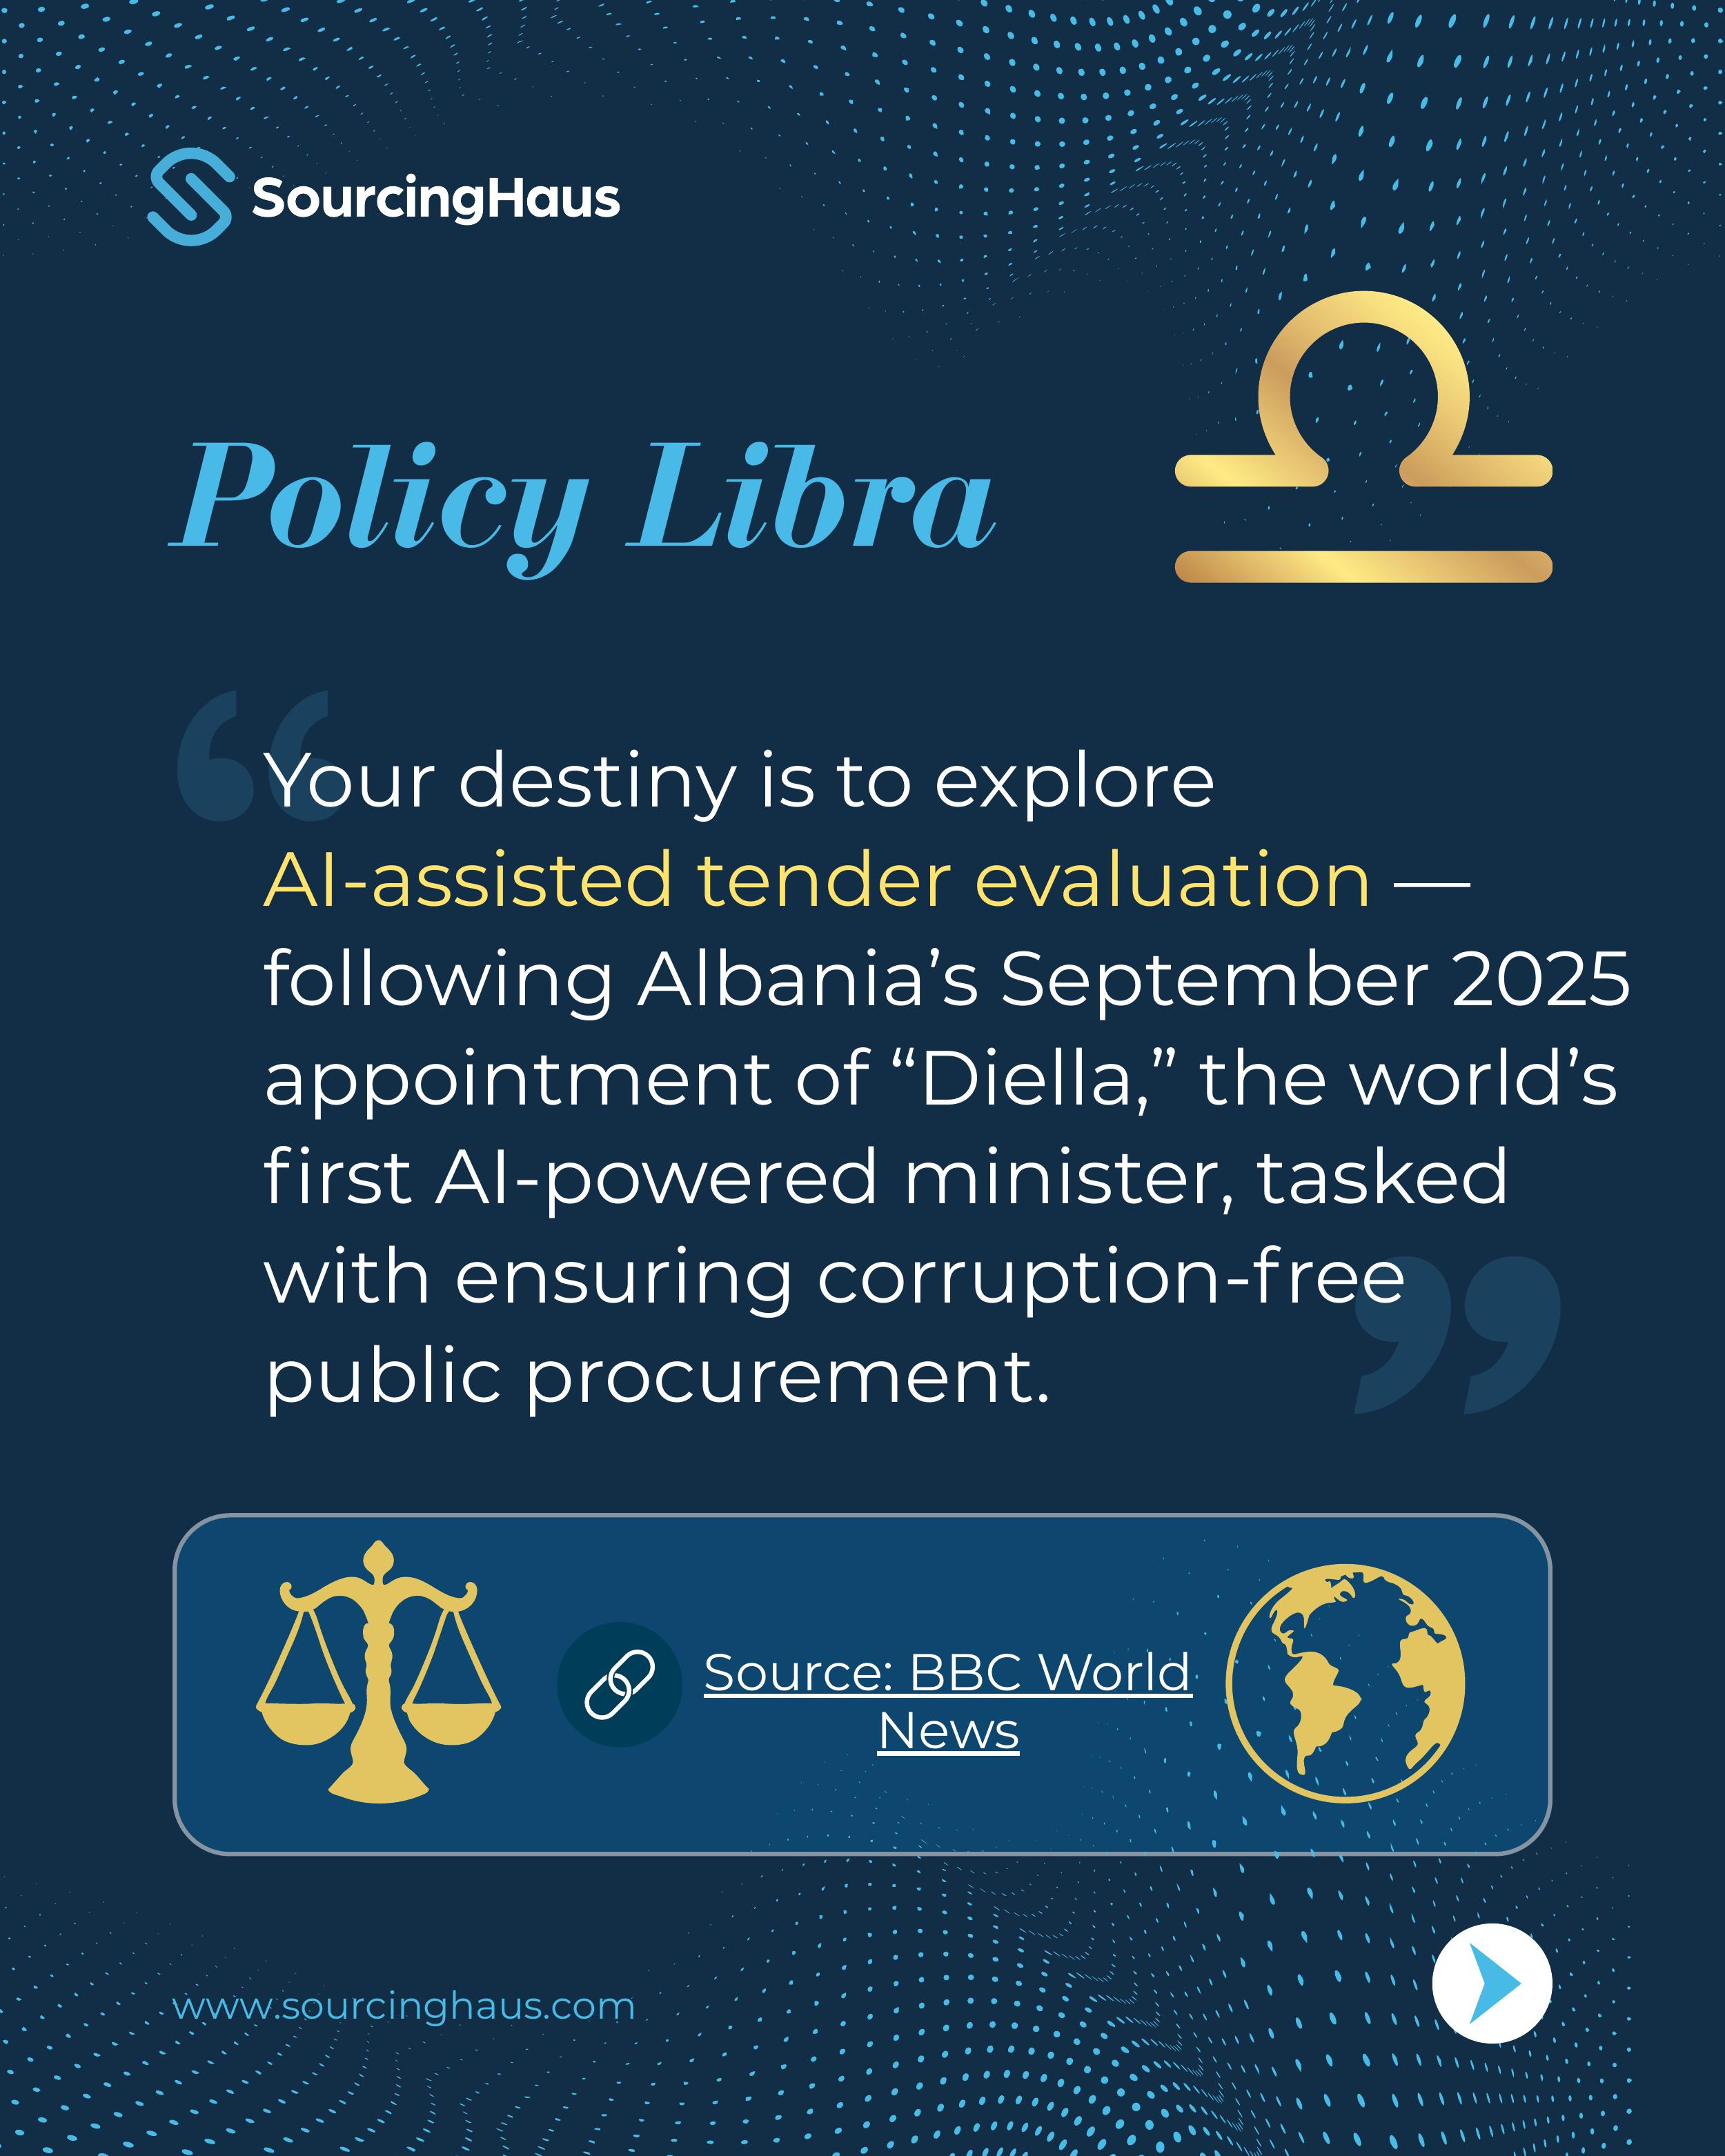 SourcingHaus
Policy Libra
Your destiny is to explore
AI-assisted tender evaluation —
following Albania’s September 2025
appointment of “Diella,” the world’s
first AI-powered minister, tasked
with ensuring corruption-free
public procurement.
Source: BBC World
News
www.sourcinghaus.com